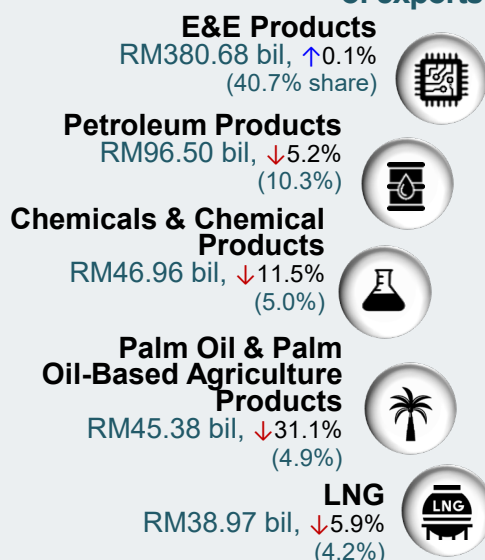 of exports
E&E Products
RM380.68 bil, ↑0.1%
(40.7% share)
Petroleum Products
RM96.50 bil, ↓5.2%
(10.3%)
Chemicals & Chemical
Products
RM46.96 bil, ↓11.5%
(5.0%)
Palm Oil & Palm
Oil-Based Agriculture
Products
RM45.38 bil, ↓31.1%
(4.9%)
LNG
LNG
RM38.97 bil, ↓5.9%
(4.2%)